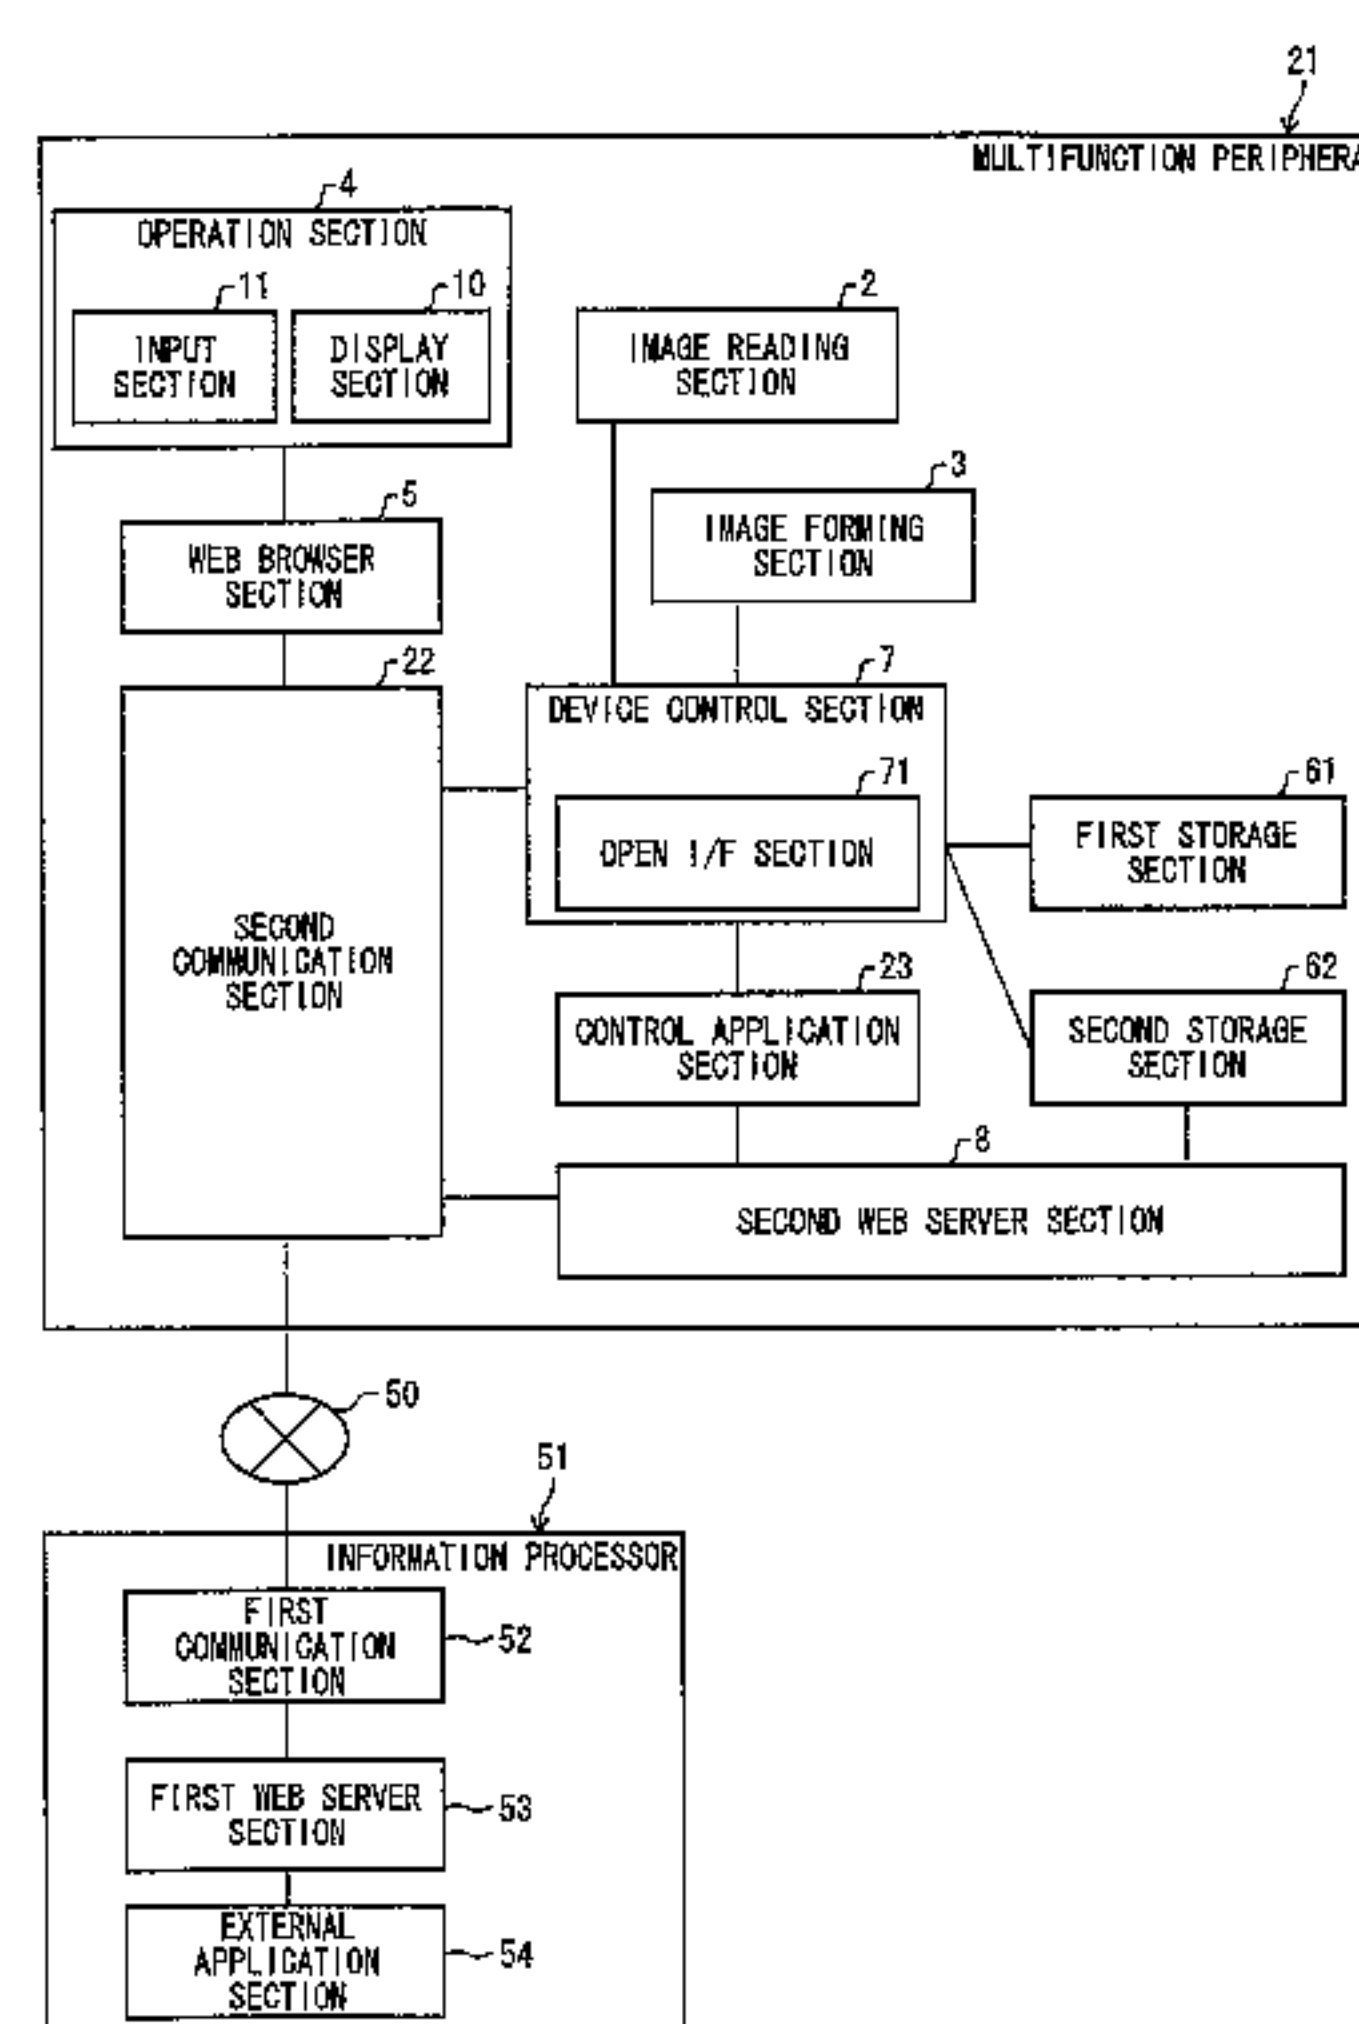 21
MULTIFUNCTION PERIPHERA
4
OPERATION SECTION
11
10
INPUT
SECTION
DISPLAY
SECTION
2
IMAGE READING
SECTION
3
IMAGE FORMING
SECTION
5
WEB BROWSER
SECTION
22
SECOND
COMMUNICATION
SECTION
7
DEVICE CONTROL SECTION
71
OPEN I/F SECTION
61
FIRST STORAGE
SECTION
23
CONTROL APPLICATION
SECTION
62
SECOND STORAGE
SECTION
8
SECOND WEB SERVER SECTION
50
51
INFORMATION PROCESSOR
FIRST
COMMUNICATION
SECTION
52
FIRST WEB SERVER
SECTION
53
EXTERNAL
APPLICATION
SECTION
54